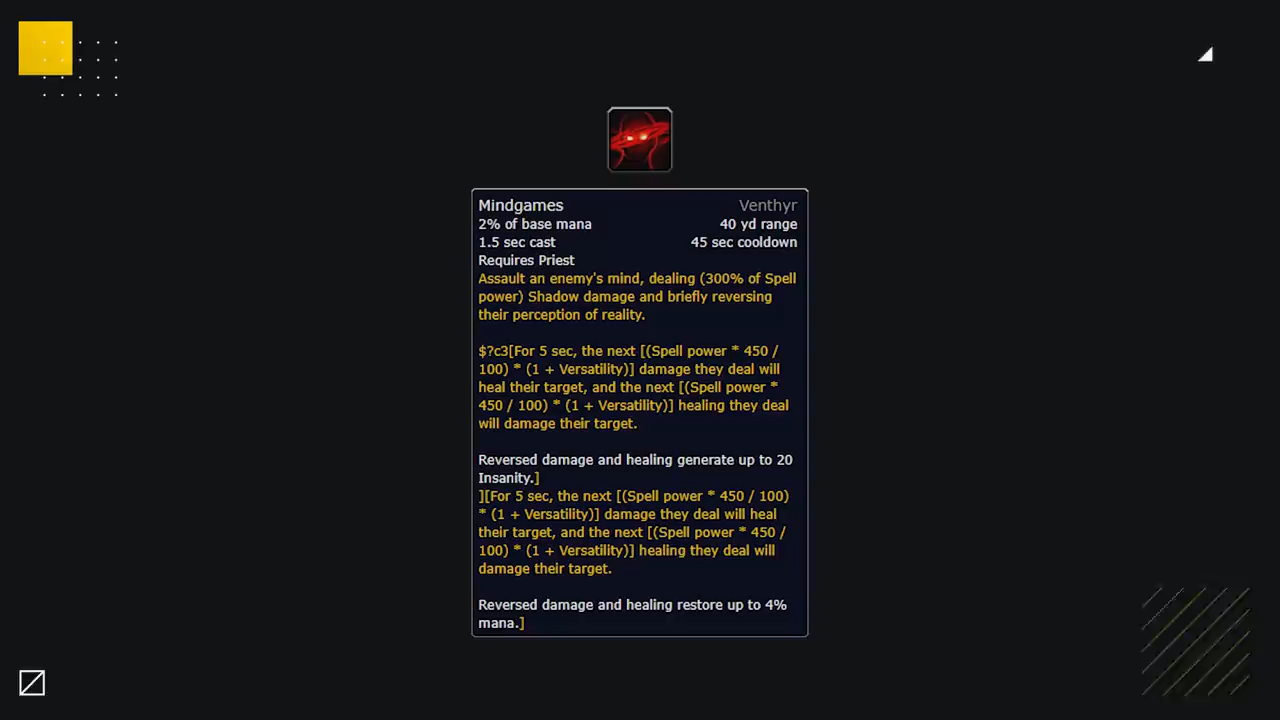 Mindgames Venthyr
2% of base mana 40 yd range
1.5 sec cast 45 sec cooldown
Requires Priest
Assault an enemy's mind, dealing (300% of Spell
power) Shadow damage and briefly reversing
their perception of reality.
$?c3[For 5 sec, the next [(Spell power * 450 /
100) * (1 + Versatility)] damage they deal will
heal their target, and the next [(Spell power *
450 / 100) * (1 + Versatility)] healing they deal
will damage their target.
Reversed damage and healing generate up to 20
Insanity.]
][For 5 sec, the next [(Spell power * 450 / 100)
* (1 + Versatility)] damage they deal will heal
their target, and the next [(Spell power * 450 /
100) * (1 + Versatility)] healing they deal will
damage their target.
Reversed damage and healing restore up to 4%
mana.]